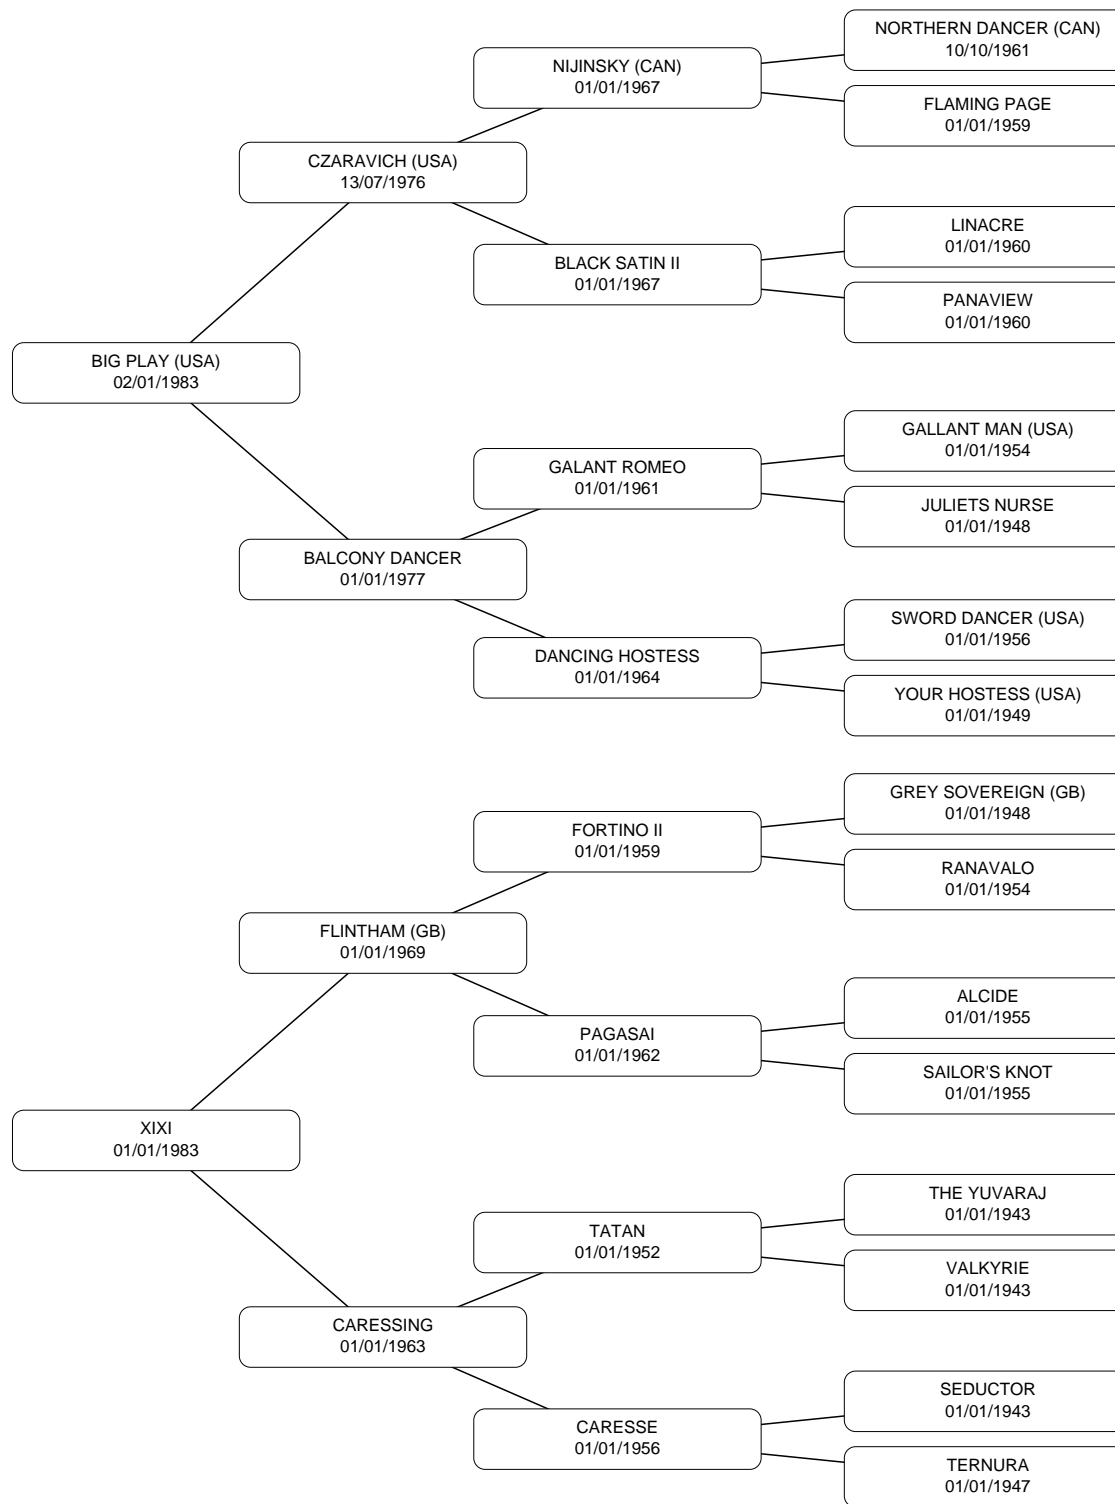 NORTHERN DANCER (CAN)
10/10/1961
NIJINSKY (CAN)
01/01/1967
FLAMING PAGE
01/01/1959
CZARAVICH (USA)
13/07/1976
LINACRE
01/01/1960
BLACK SATIN II
01/01/1967
PANAVIEW
01/01/1960
BIG PLAY (USA)
02/01/1983
GALLANT MAN (USA)
01/01/1954
GALANT ROMEO
01/01/1961
JULIETS NURSE
01/01/1948
BALCONY DANCER
01/01/1977
SWORD DANCER (USA)
01/01/1956
DANCING HOSTESS
01/01/1964
YOUR HOSTESS (USA)
01/01/1949
GREY SOVEREIGN (GB)
01/01/1948
FORTINO II
01/01/1959
RANAVALO
01/01/1954
FLINTHAM (GB)
01/01/1969
ALCIDE
01/01/1955
PAGASAI
01/01/1962
SAILOR'S KNOT
01/01/1955
XIXI
01/01/1983
THE YUVARAJ
01/01/1943
TATAN
01/01/1952
VALKYRIE
01/01/1943
CARESSING
01/01/1963
SEDUCTOR
01/01/1943
CARESSE
01/01/1956
TERNURA
01/01/1947